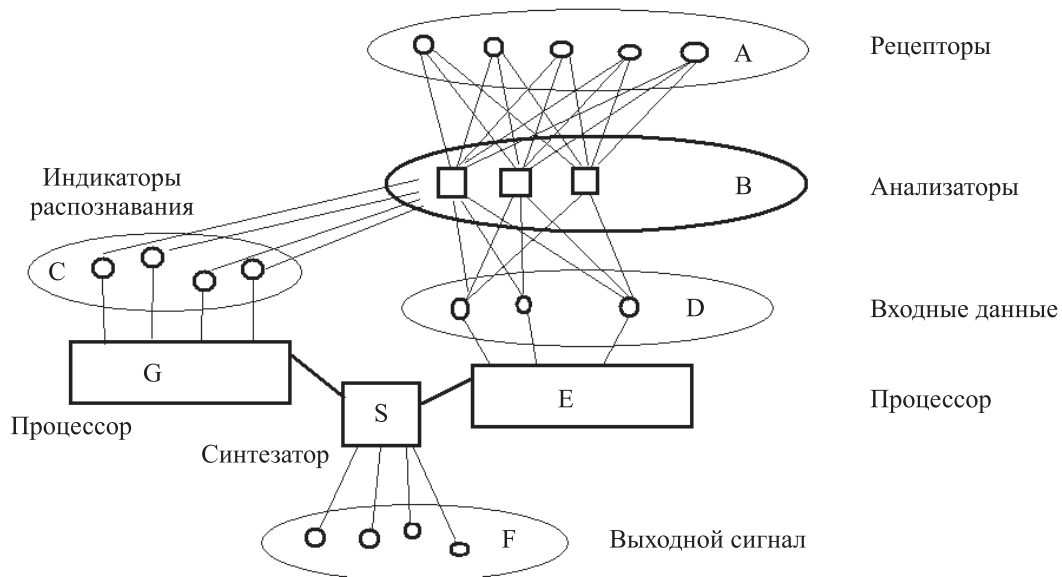 A
Рецепторы
Индикаторы
распознавания
B
Анализаторы
C
D
Входные данные
G
E
Процессор
Процессор
S
Синтезатор
F
Выходной сигнал